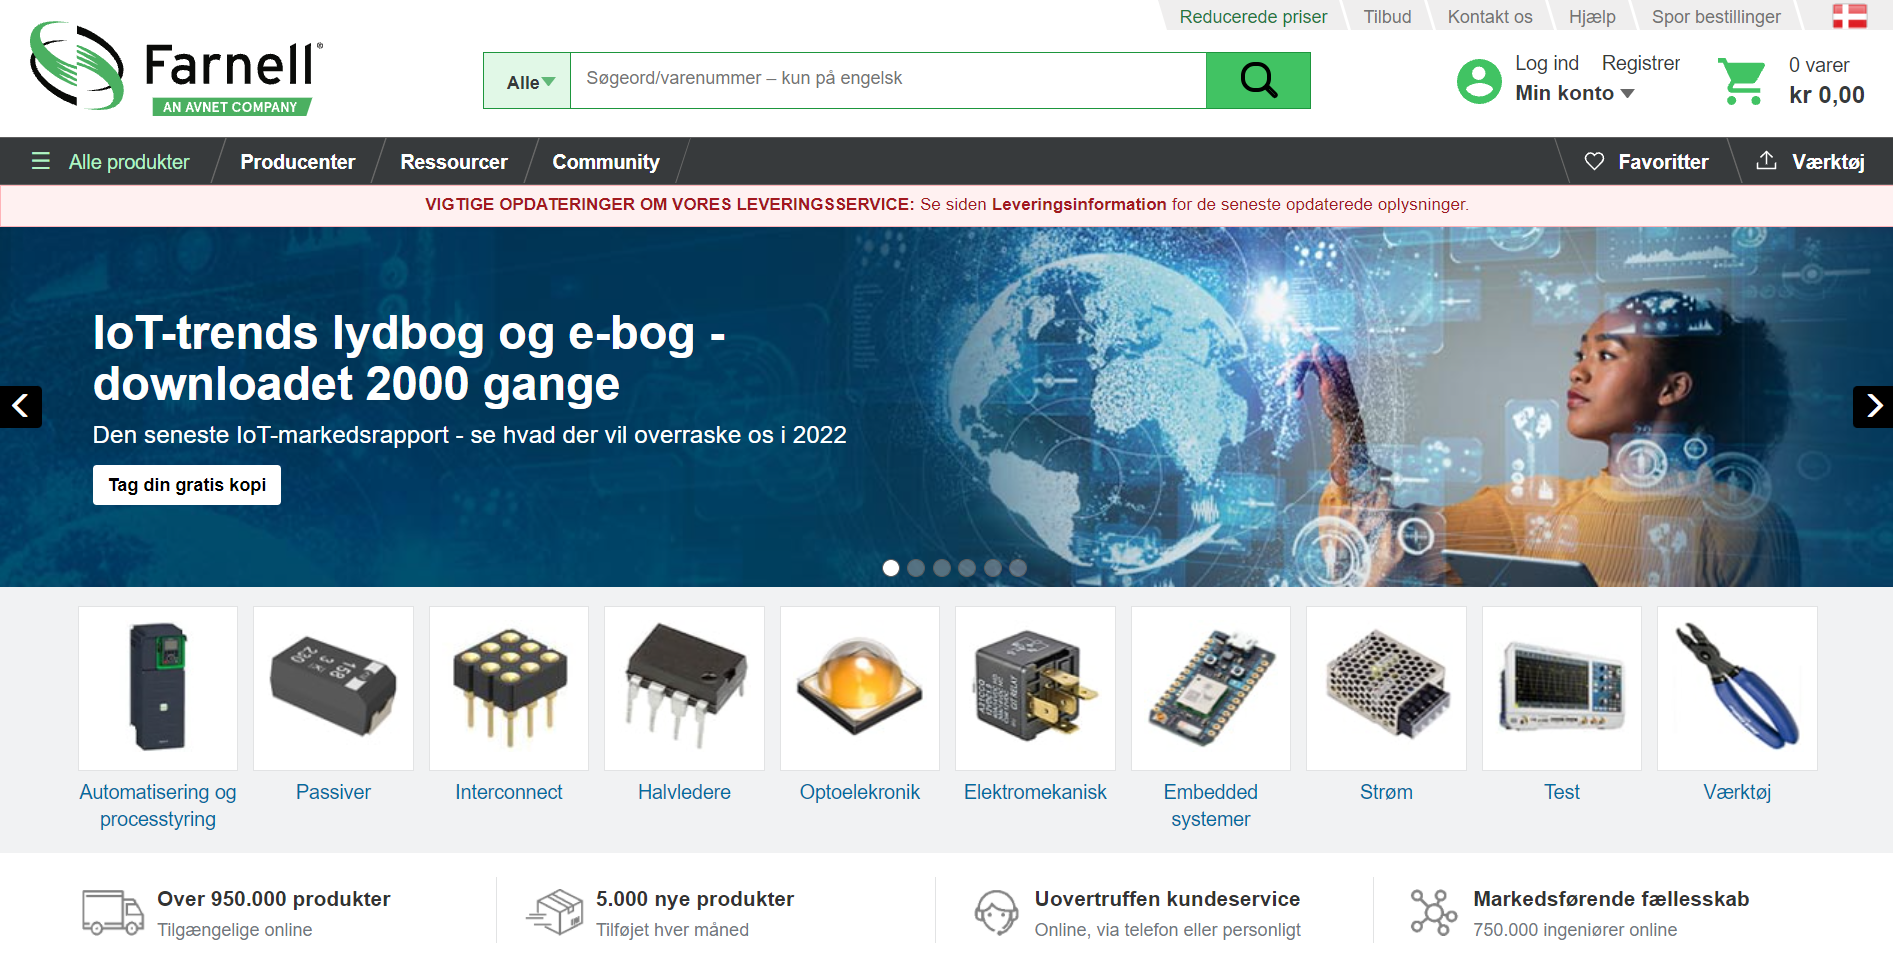 Reducerede priser
Tilbud
Kontakt os
Hjælp
Spor bestillinger
Farnell®
AN AVNET COMPANY
Alle
Søgeord/varenummer – kun på engelsk
Log ind
Registrer
Min konto
0 varer
kr 0,00
Alle produkter
Producenter
Ressourcer
Community
Favoritter
Værktøj
VIGTIGE OPDATERINGER OM VORES LEVERINGSSERVICE: Se siden Leveringsinformation for de seneste opdaterede oplysninger.
IoT-trends lydbog og e-bog -
downloadet 2000 gange
Den seneste IoT-markedsrapport - se hvad der vil overraske os i 2022
Tag din gratis kopi
Automatisering og
processtyring
Passiver
Interconnect
Halvledere
Optoelekronik
Elektromekanisk
Embedded
systemer
Strøm
Test
Værktøj
Over 950.000 produkter
Tilgængelige online
5.000 nye produkter
Tilføjet hver måned
Uovertruffen kundeservice
Online, via telefon eller personligt
Markedsførende fællesskab
750.000 ingeniører online